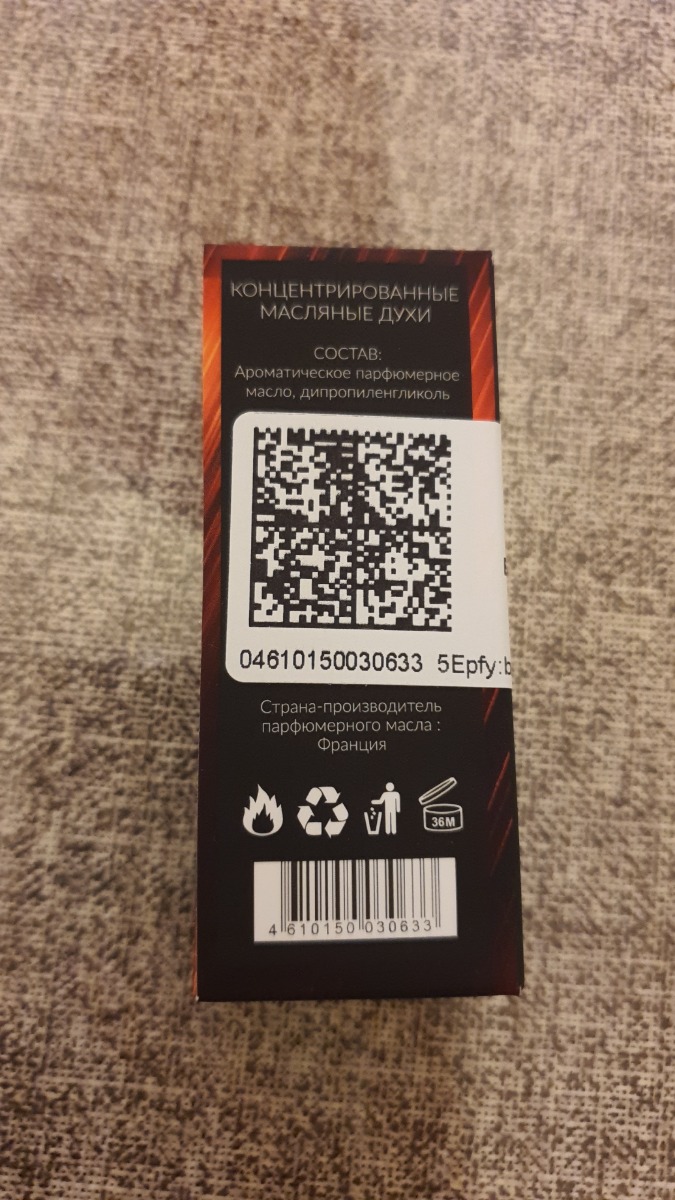 КОНЦЕНТРИРОВАННЫЕ
МАСЛЯНЫЕ ДУХИ
СОСТАВ:
Ароматическое парфюмерное
масло, дипропиленгликоль
04610150030633 5Epfy:b
Страна-производитель
парфюмерного масла :
Франция
36M
4 610150 030633